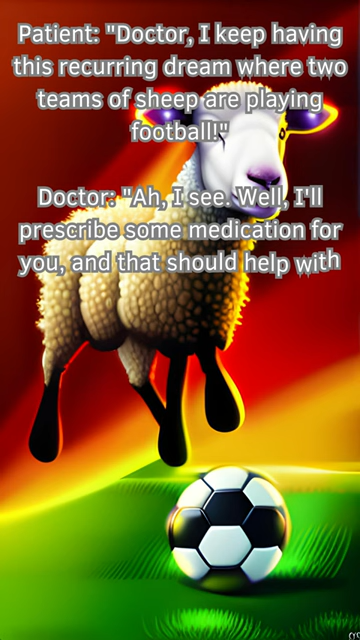 Patient: "Doctor, I keep having
this recurring dream where two
teams of sheep are playing
football!"
Doctor: "Ah, I see. Well, I'll
prescribe some medication for
you, and that should help with